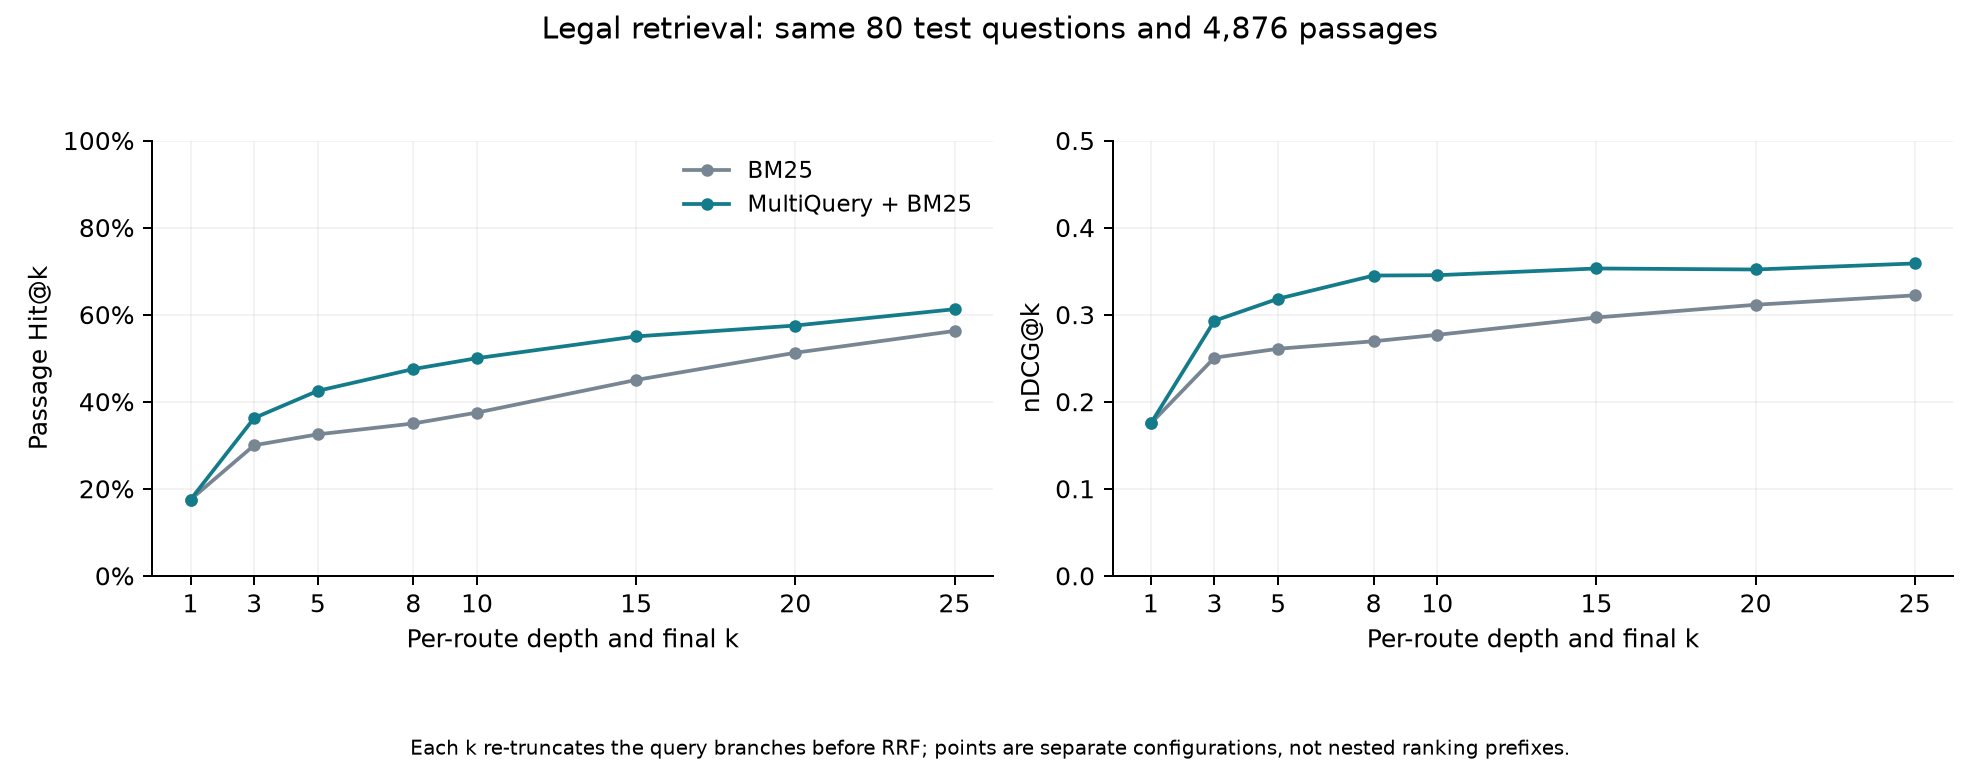 Legal retrieval: same 80 test questions and 4,876 passages
100%
80%
60%
40%
20%
0%
Passage Hit@k
BM25
MultiQuery + BM25
1 3 5 8 10 15 20 25
Per-route depth and final k
0.5
0.4
0.3
0.2
0.1
0.0
nDCG@k
1 3 5 8 10 15 20 25
Per-route depth and final k
Each k re-truncates the query branches before RRF; points are separate configurations, not nested ranking prefixes.